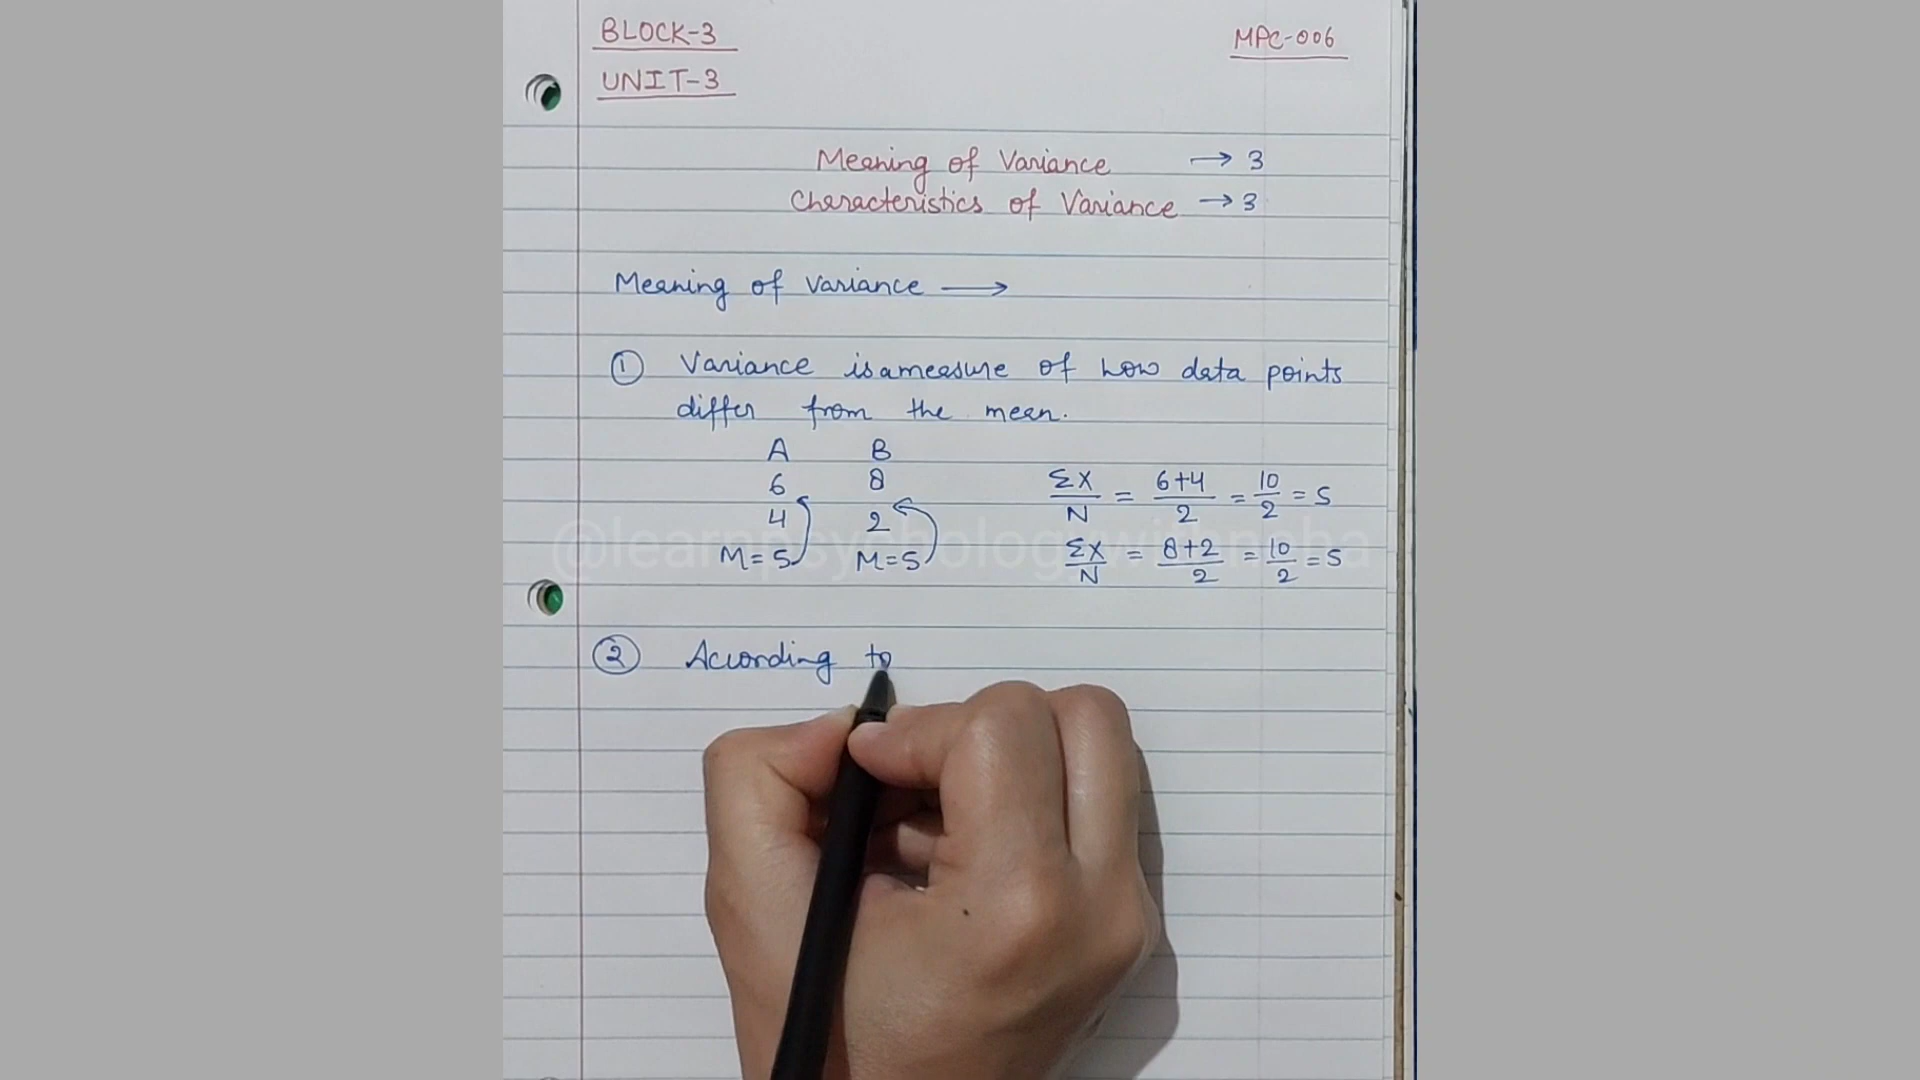 BLOCK-3
MPC-006
UNIT-3
Meaning of Variance → 3
Characteristics of Variance → 3
Meaning of Variance →
① Variance is a measure of how data points
differ from the mean.
A B
6 8
4 2
M=5 M=5
ΣX/N = 6+4/2 = 10/2 = 5
ΣX/N = 8+2/2 = 10/2 = 5
② According to